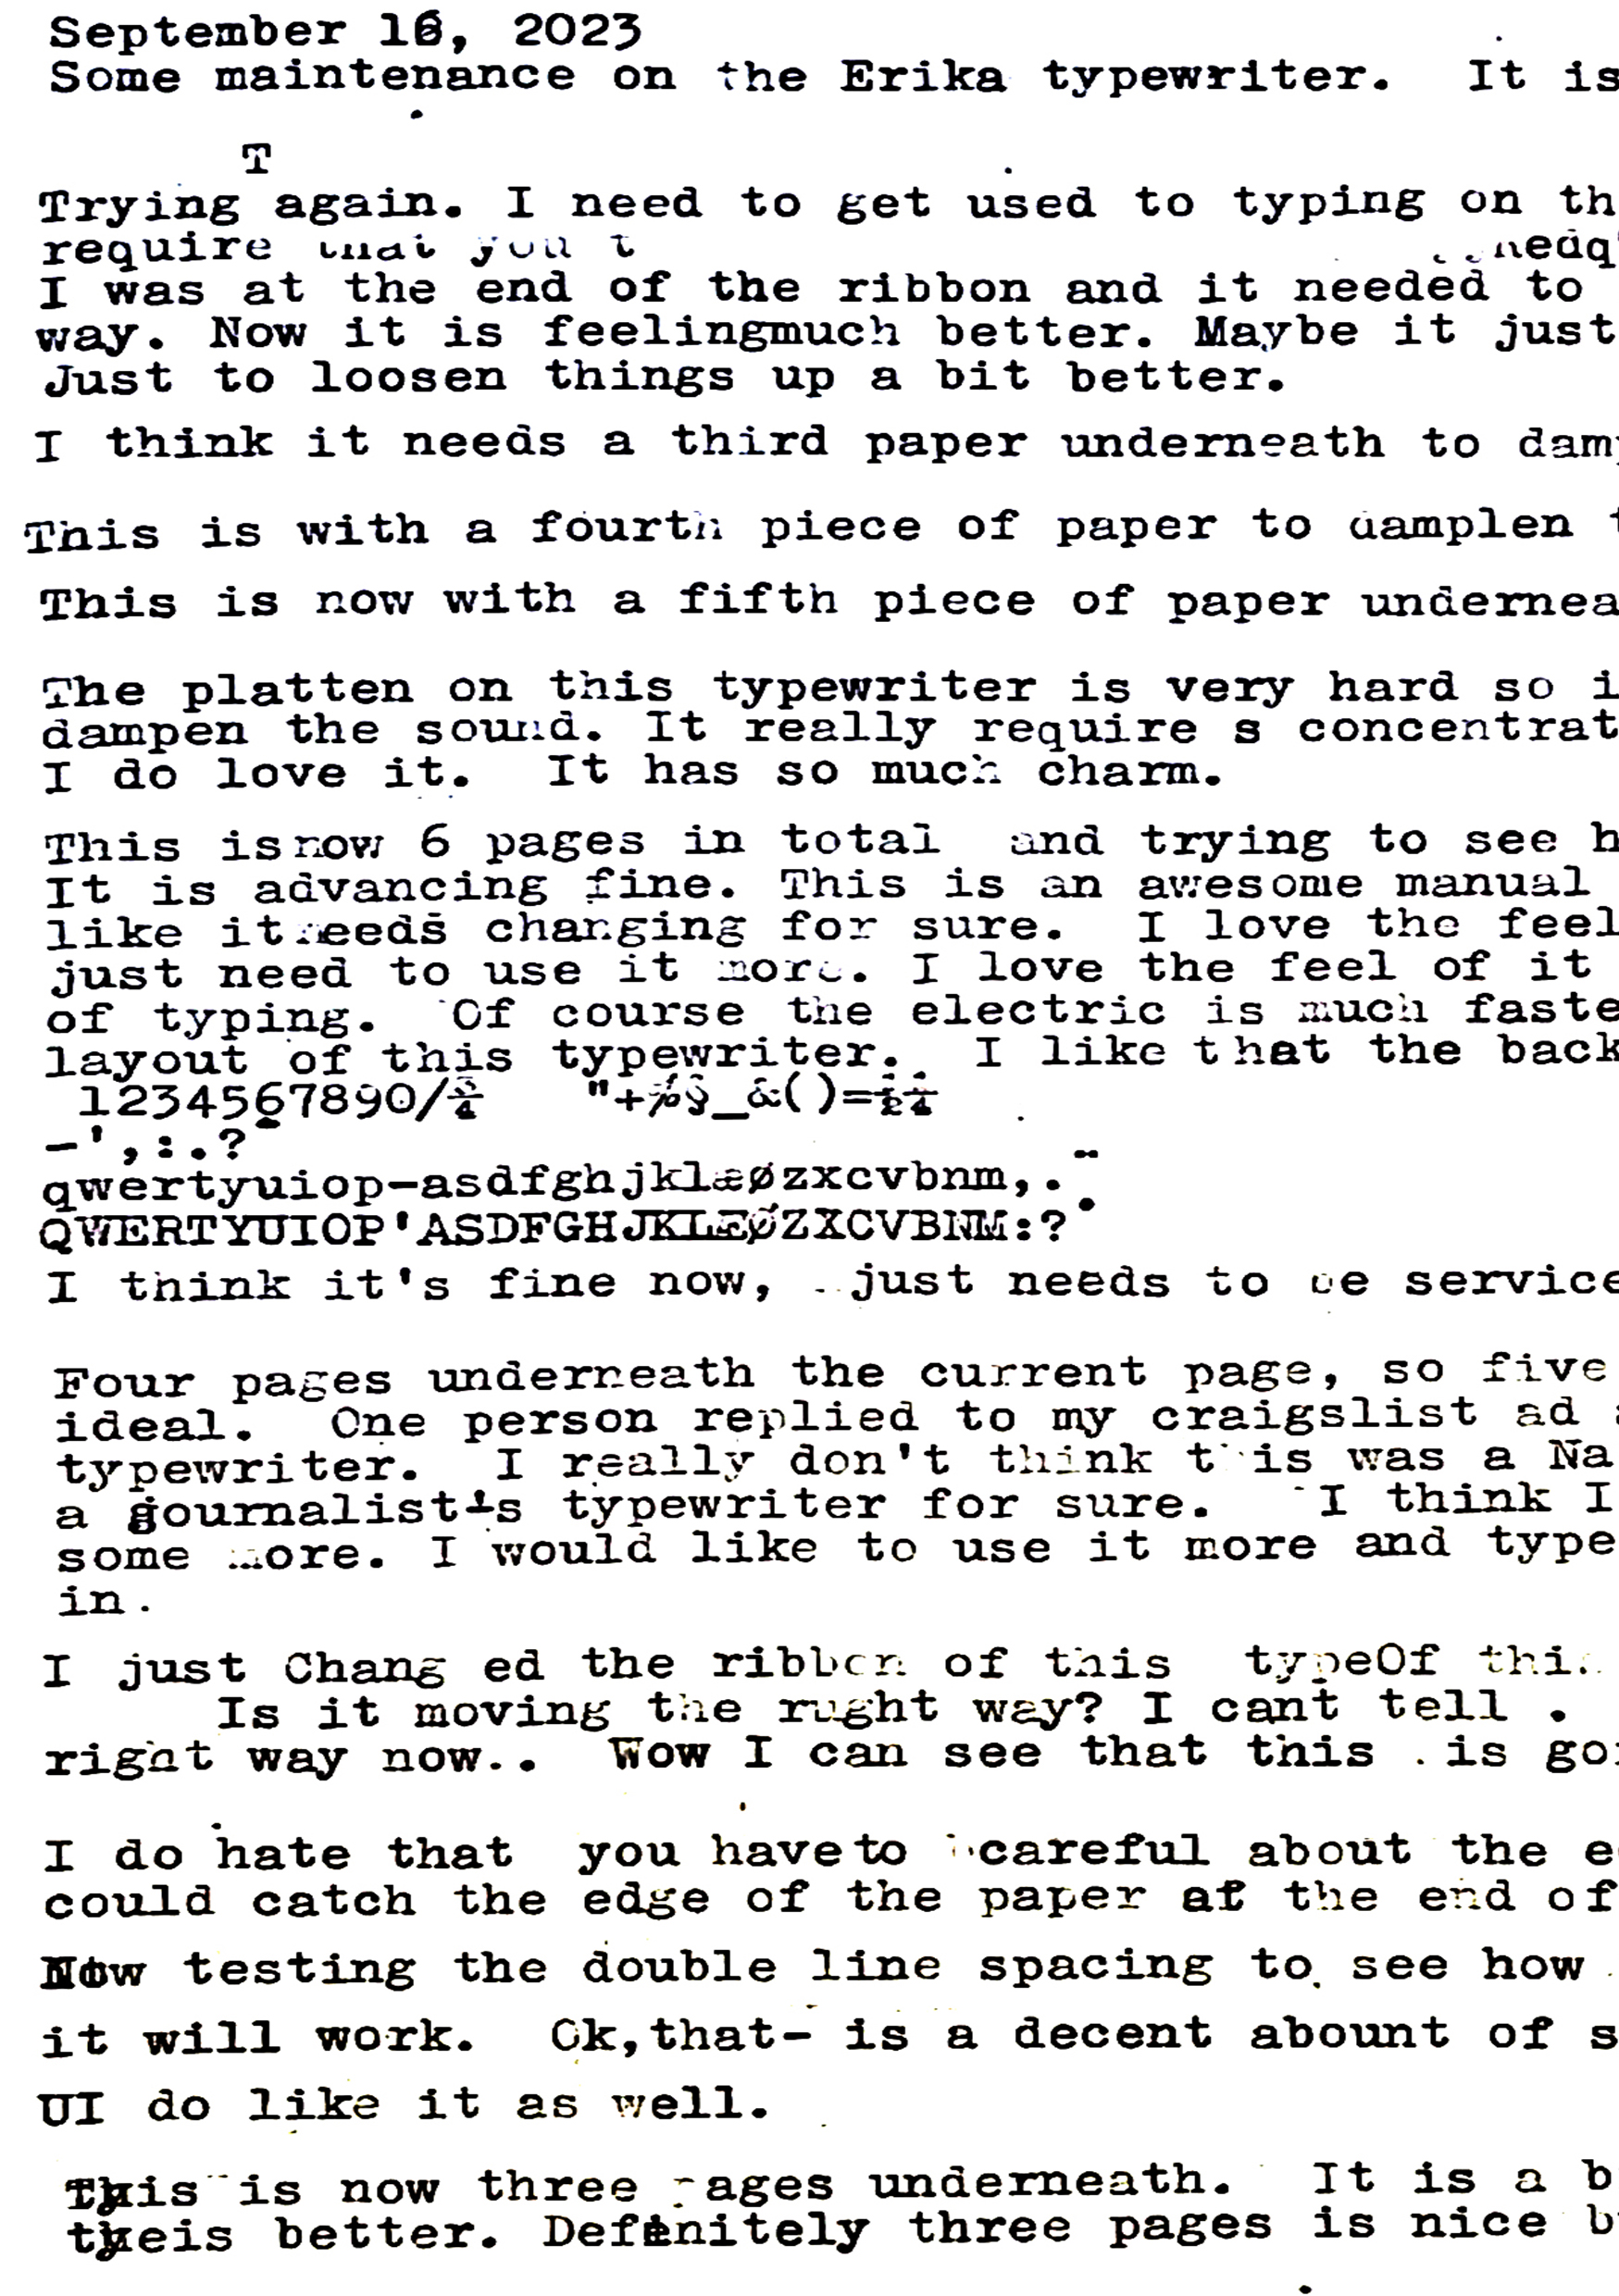 September 16, 2023
Some maintenance on the Erika typewriter.  It is
T
Trying again. I need to get used to typing on th
require that you t
I was at the end of the ribbon and it needed to
way. Now it is feelingmuch better. Maybe it just
Just to loosen things up a bit better.
I think it needs a third paper underneath to dam
This is with a fourth piece of paper to damplen t
This is now with a fifth piece of paper undernea
The platten on this typewriter is very hard so i
dampen the sound. It really require s concentrat
I do love it.  It has so much charm.
This isnow 6 pages in total  and trying to see h
It is advancing fine. This is an awesome manual
like itneeds changing for sure.  I love the feel
just need to use it more. I love the feel of it
of typing.  Of course the electric is much faste
layout of this typewriter.  I like that the back
1234567890/¾    "+%§_&()=½¼
-',:.?
qwertyuiop-asdfghjklæøzxcvbnm,.
QWERTYUIOP'ASDFGHJKLÆØZXCVBNM:?
I think it's fine now,  just needs to be service
Four pages underneath the current page, so five
ideal.  One person replied to my craigslist ad
typewriter.  I really don't think this was a Na
a journalist's typewriter for sure.  I think I
some more. I would like to use it more and type
in.
I just Chang ed the ribbon of this  typeOf thi
Is it moving the rught way? I cant tell .
right way now..  Wow I can see that this . is go
I do hate that  you haveto careful about the e
could catch the edge of the paper at the end of
Now testing the double line spacing to see how
it will work.  Ok,that- is a decent abount of s
UI do like it as well.
This is now three pages underneath.  It is a b
theis better. Definitely three pages is nice b